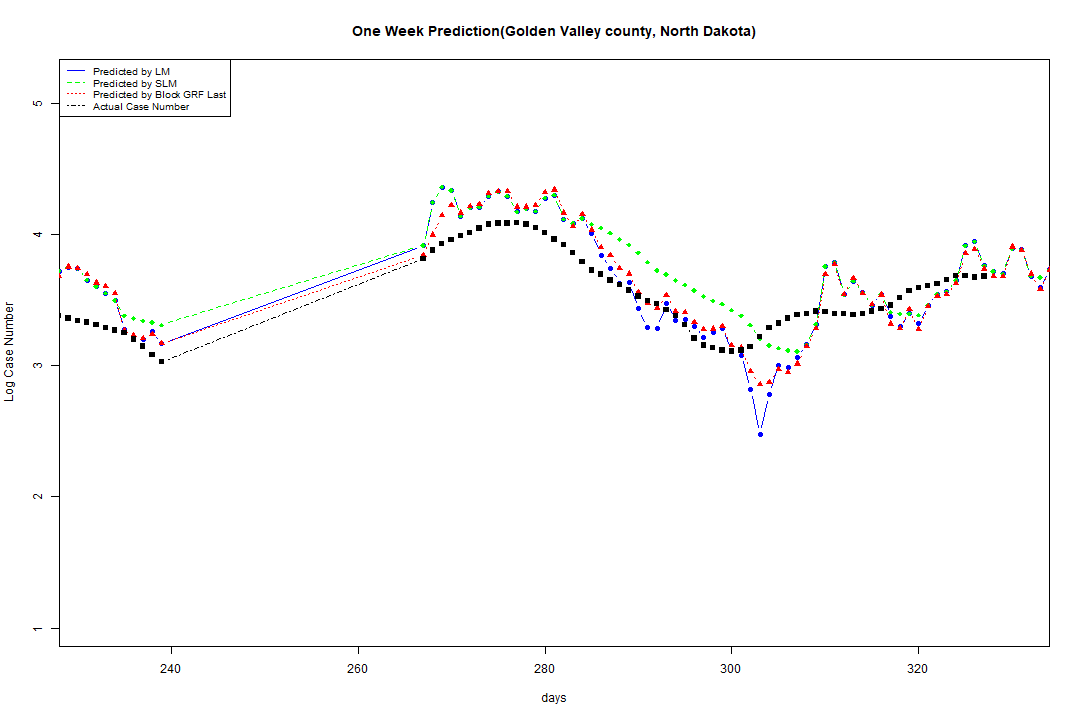 One Week Prediction(Golden Valley county, North Dakota)
Predicted by LM
Predicted by SLM
Predicted by Block GRF Last
Actual Case Number
5
4
3
2
1
Log Case Number
240 260 280 300 320
days